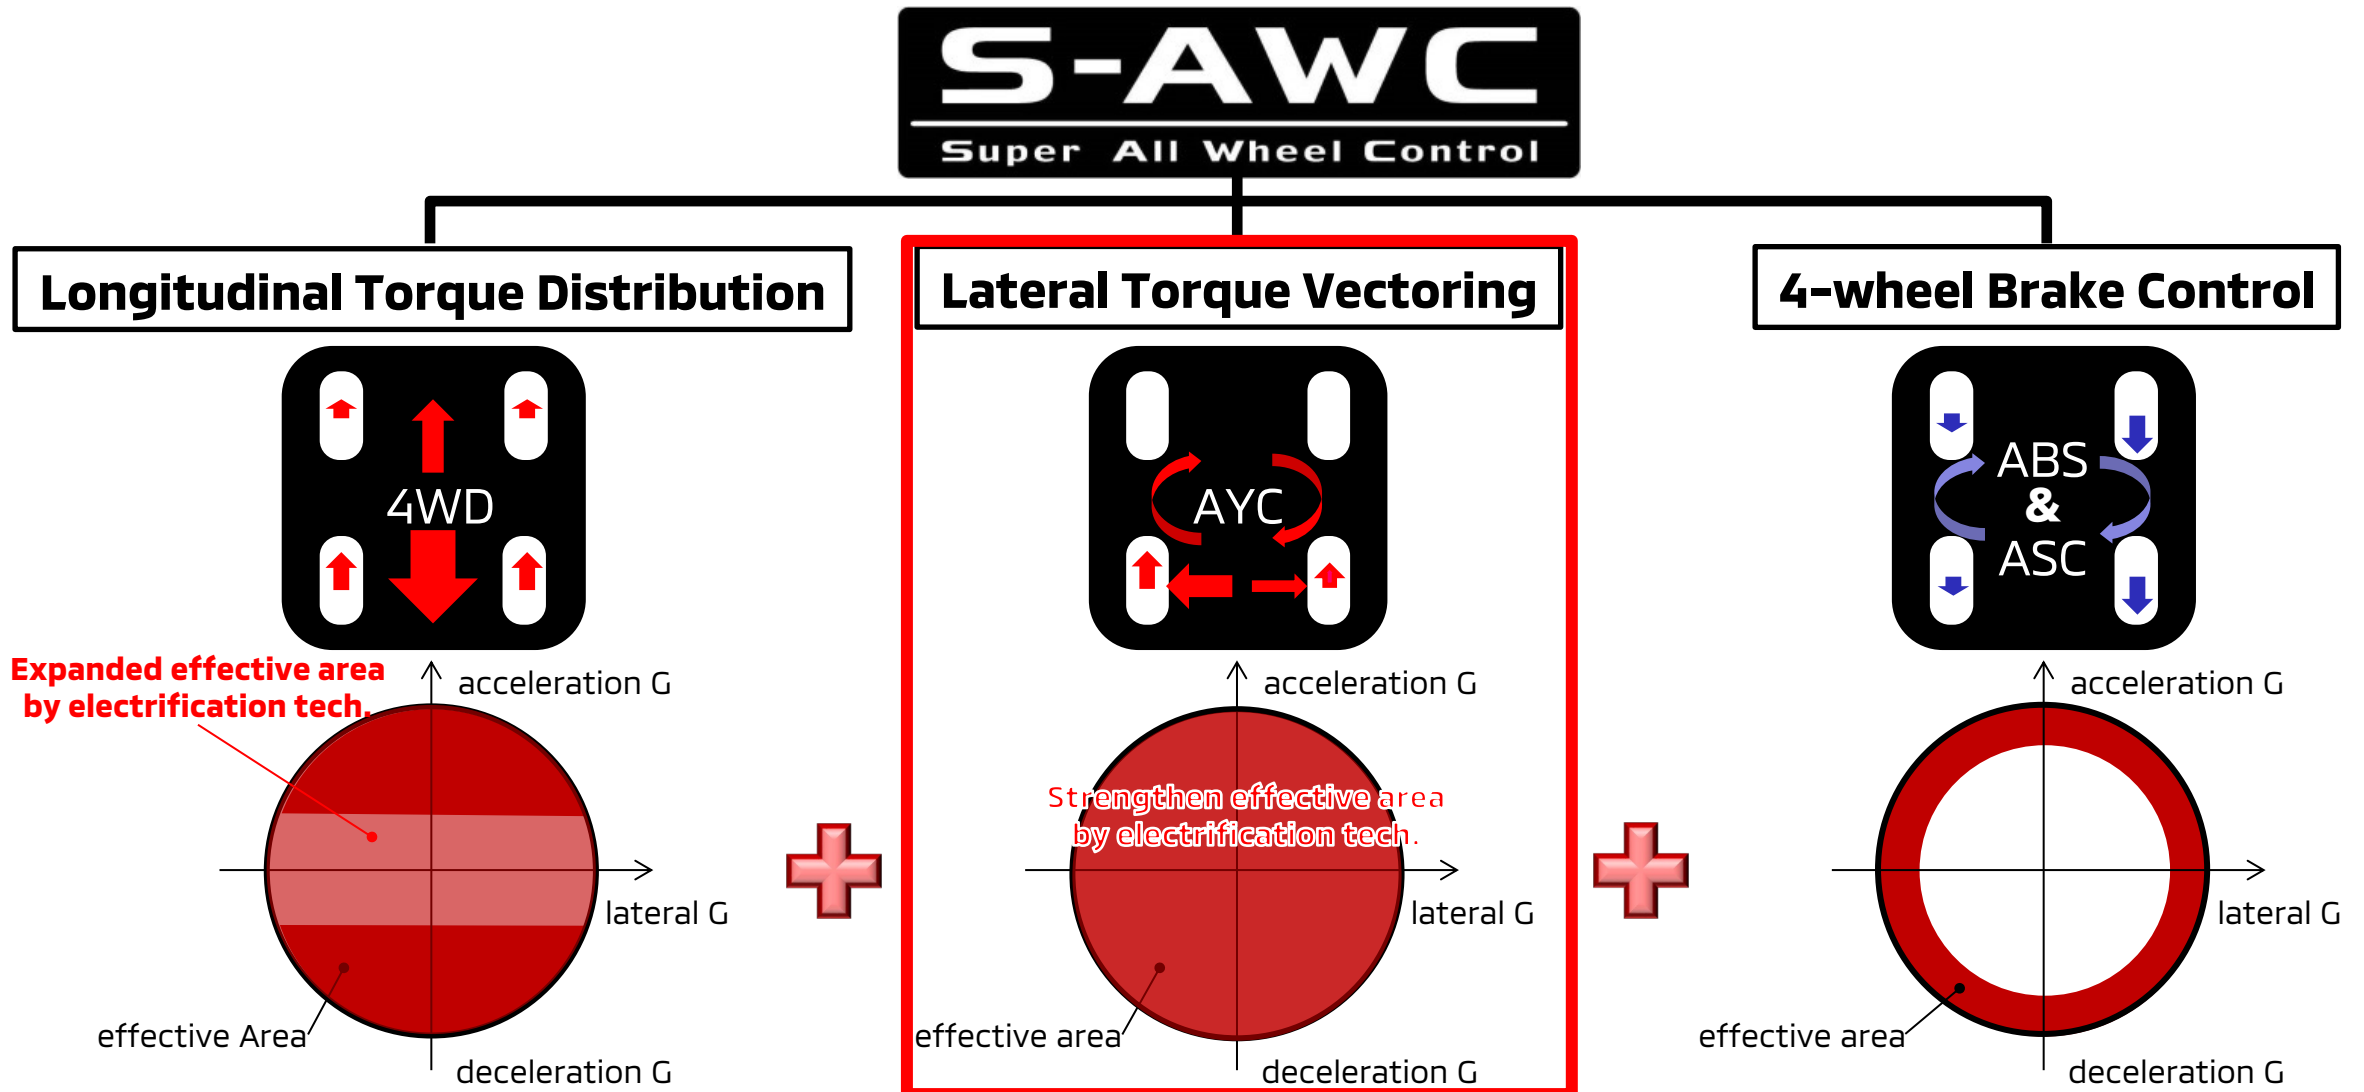 S-AWC
Super All Wheel Control
Longitudinal Torque Distribution
4WD
Expanded effective area
by electrification tech.
acceleration G
lateral G
effective Area
deceleration G
Lateral Torque Vectoring
AYC
acceleration G
Strengthen effective area
by electrification tech.
lateral G
effective area
deceleration G
4-wheel Brake Control
ABS
&
ASC
acceleration G
lateral G
effective area
deceleration G